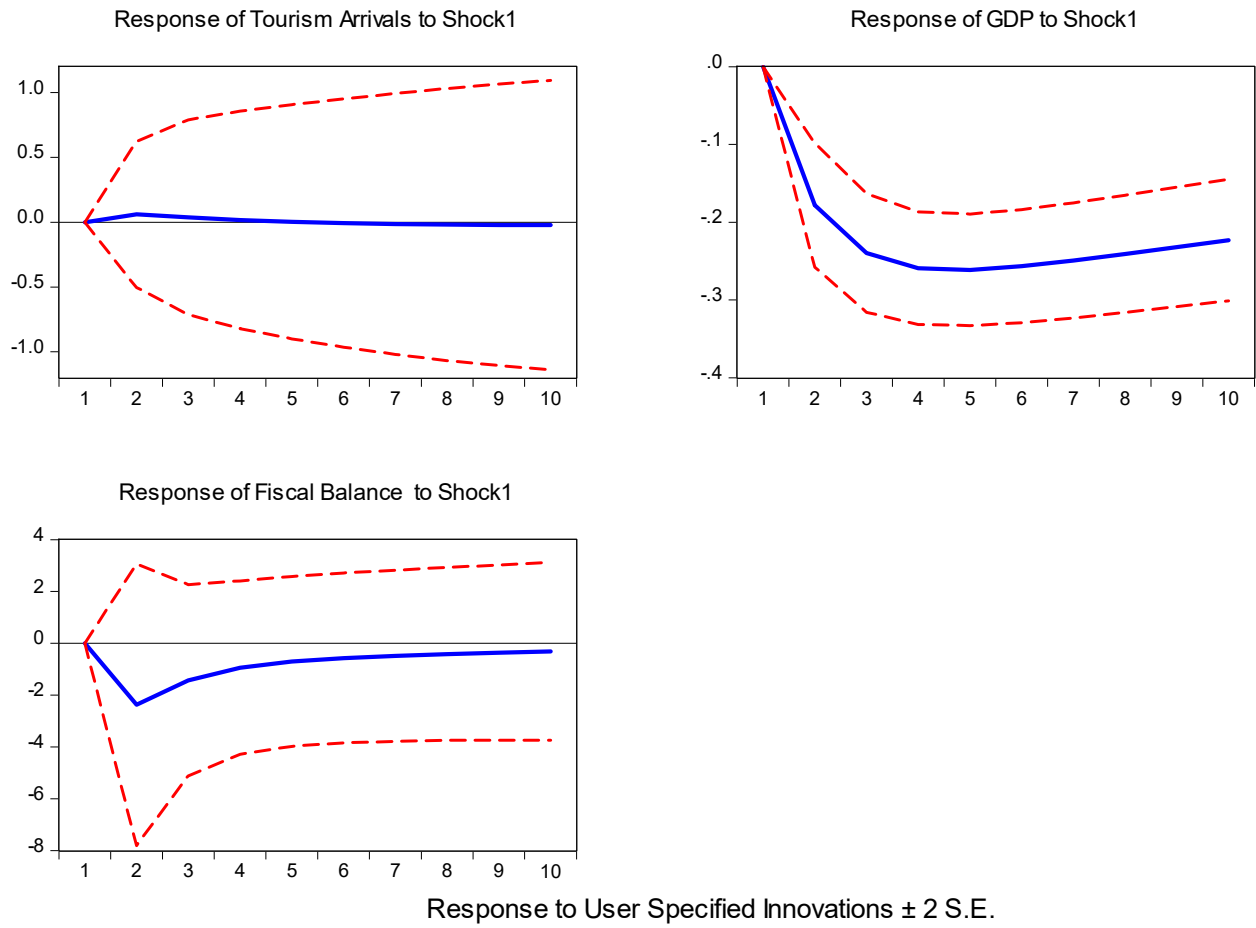 Response of Tourism Arrivals to Shock1
1.0
0.5
0.0
-0.5
-1.0
1 2 3 4 5 6 7 8 9 10
Response of GDP to Shock1
.0
-.1
-.2
-.3
-.4
1 2 3 4 5 6 7 8 9 10
Response of Fiscal Balance to Shock1
4
2
0
-2
-4
-6
-8
1 2 3 4 5 6 7 8 9 10
Response to User Specified Innovations ± 2 S.E.